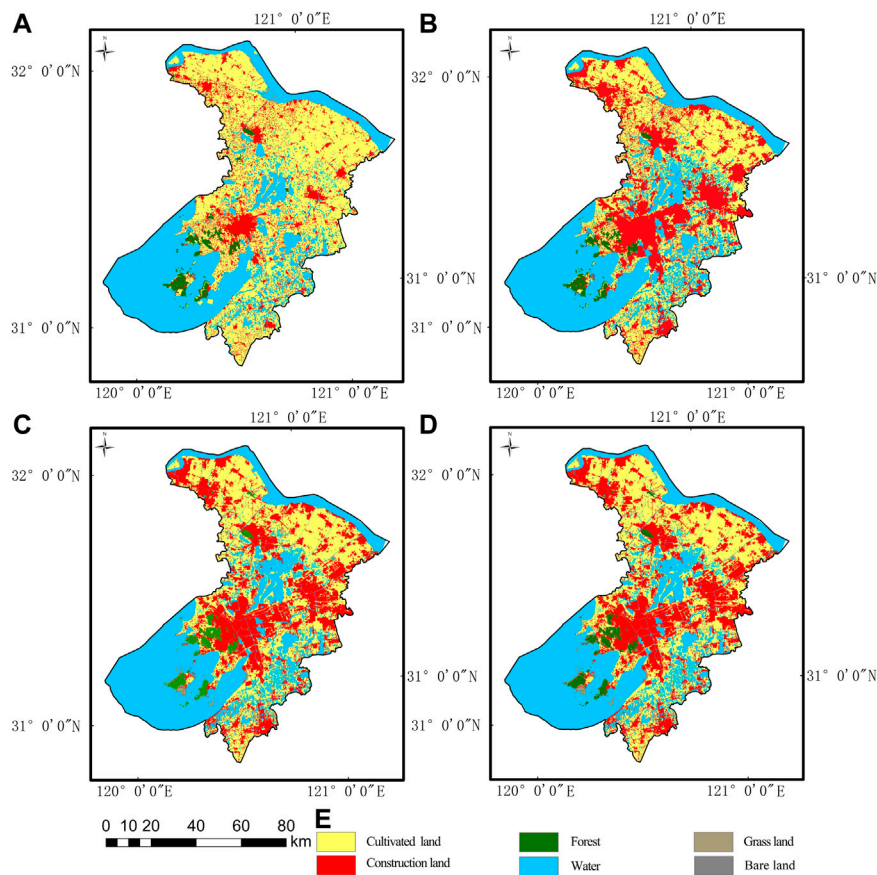 A
121° 0'0"E
B
121° 0'0"E
N
N
32° 0'0"N
32° 0'0"N
31° 0'0"N
31° 0'0"N
31° 0'0"N
31° 0'0"N
120° 0'0"E
121° 0'0"E
120° 0'0"E
121° 0'0"E
C
121° 0'0"E
D
121° 0'0"E
N
N
32° 0'0"N
32° 0'0"N
31° 0'0"N
31° 0'0"N
31° 0'0"N
31° 0'0"N
120° 0'0"E
121° 0'0"E
120° 0'0"E
121° 0'0"E
0 10 20 40 60 80
km
E
Cultivated land
Forest
Grass land
Construction land
Water
Bare land